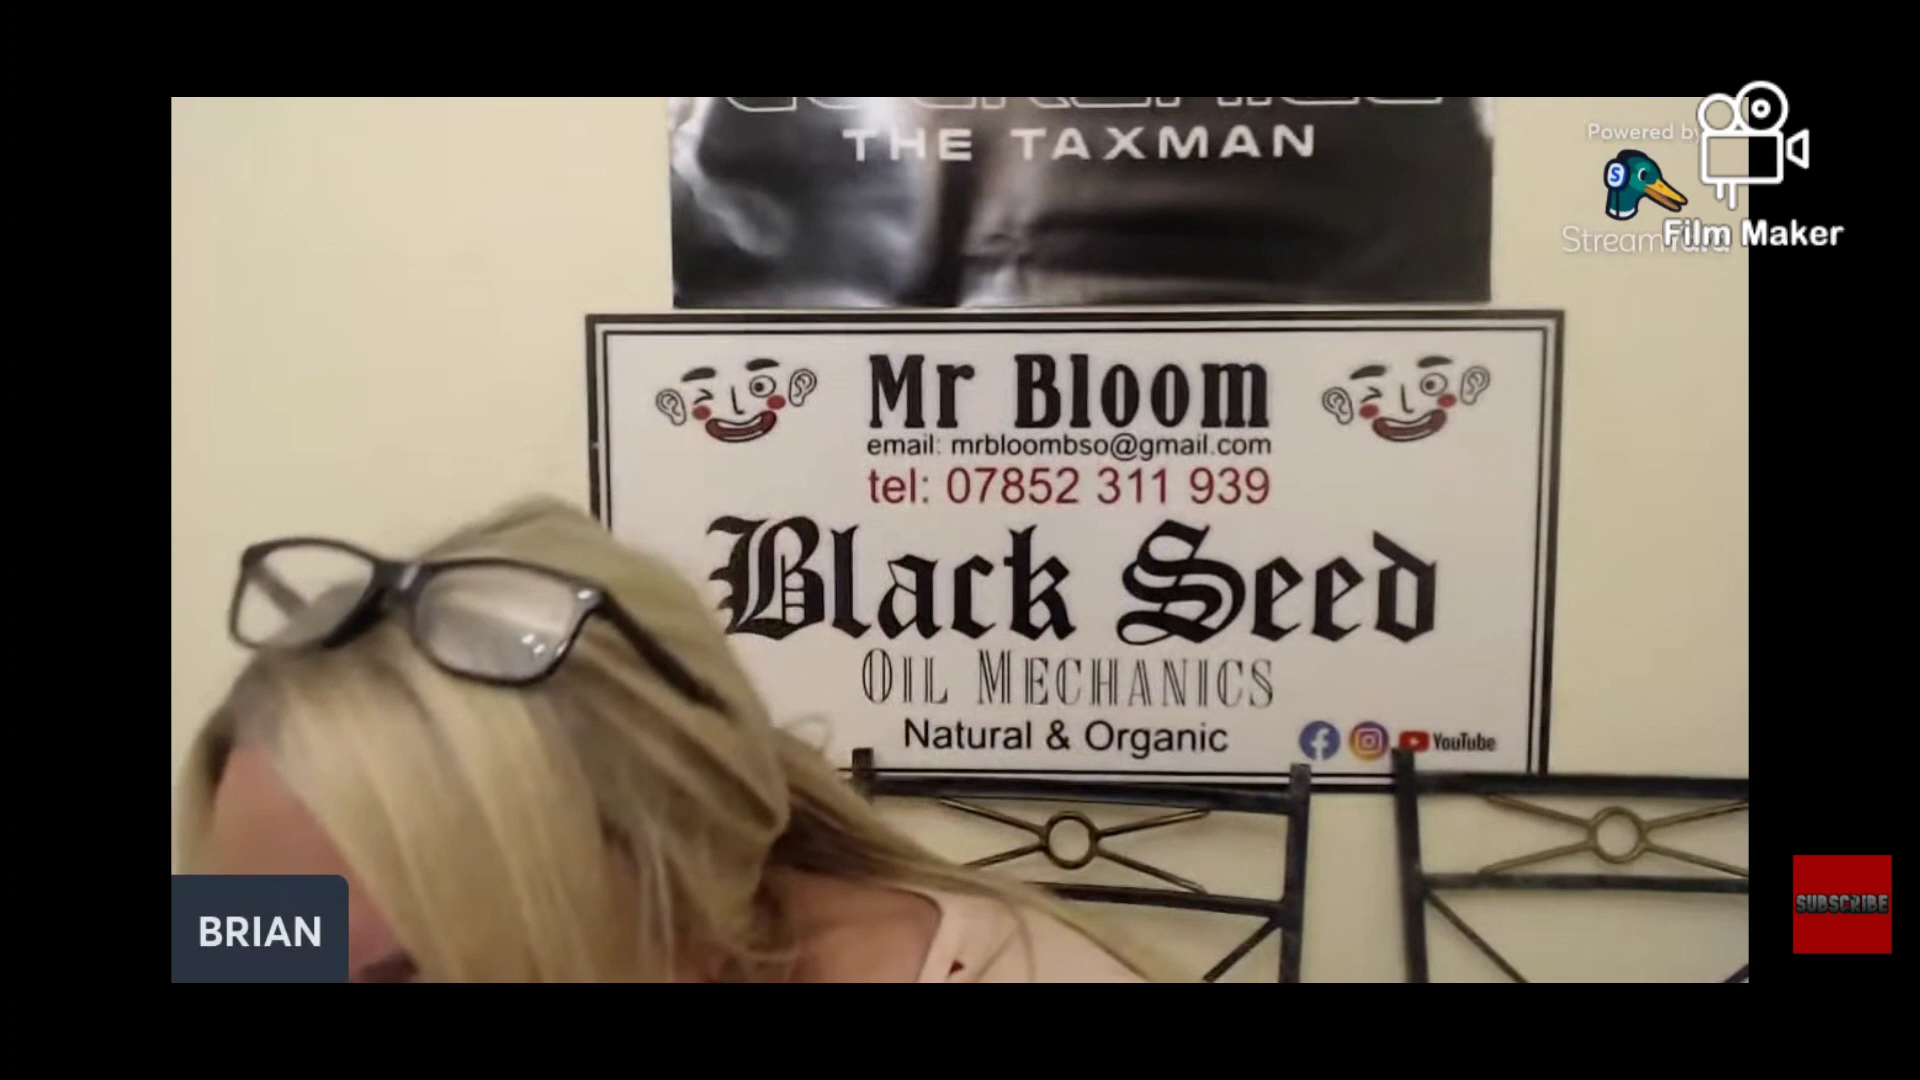 THE TAXMAN
Powered by
Film Maker
Mr Bloom
email: mrbloombso@gmail.com
tel: 07852 311 939
Black Seed
OIL MECHANICS
Natural & Organic
YouTube
SUBSCRIBE
BRIAN